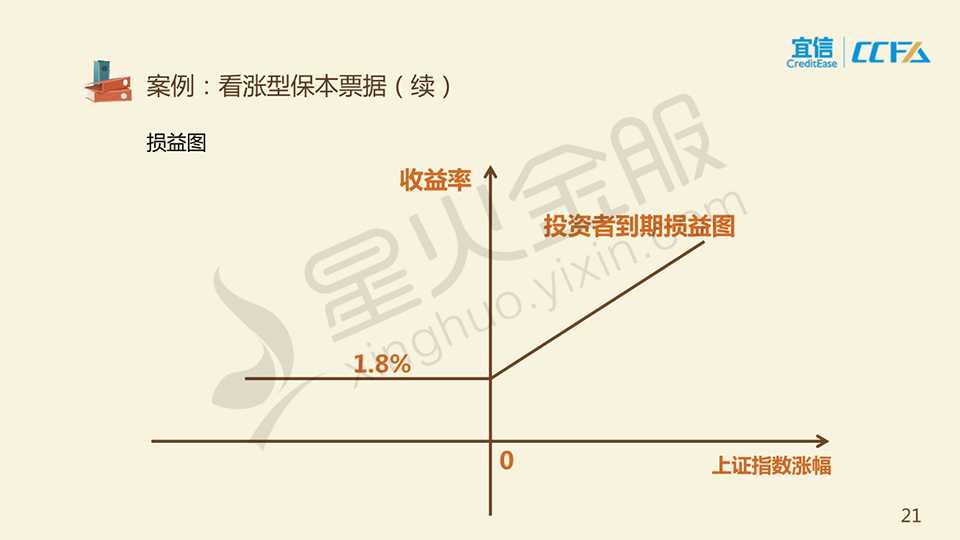 宜信
CreditEase
CCFA
案例：看涨型保本票据（续）
损益图
收益率
投资者到期损益图
星火金服
xinghuo.yixin.com
1.8%
0
上证指数涨幅
21